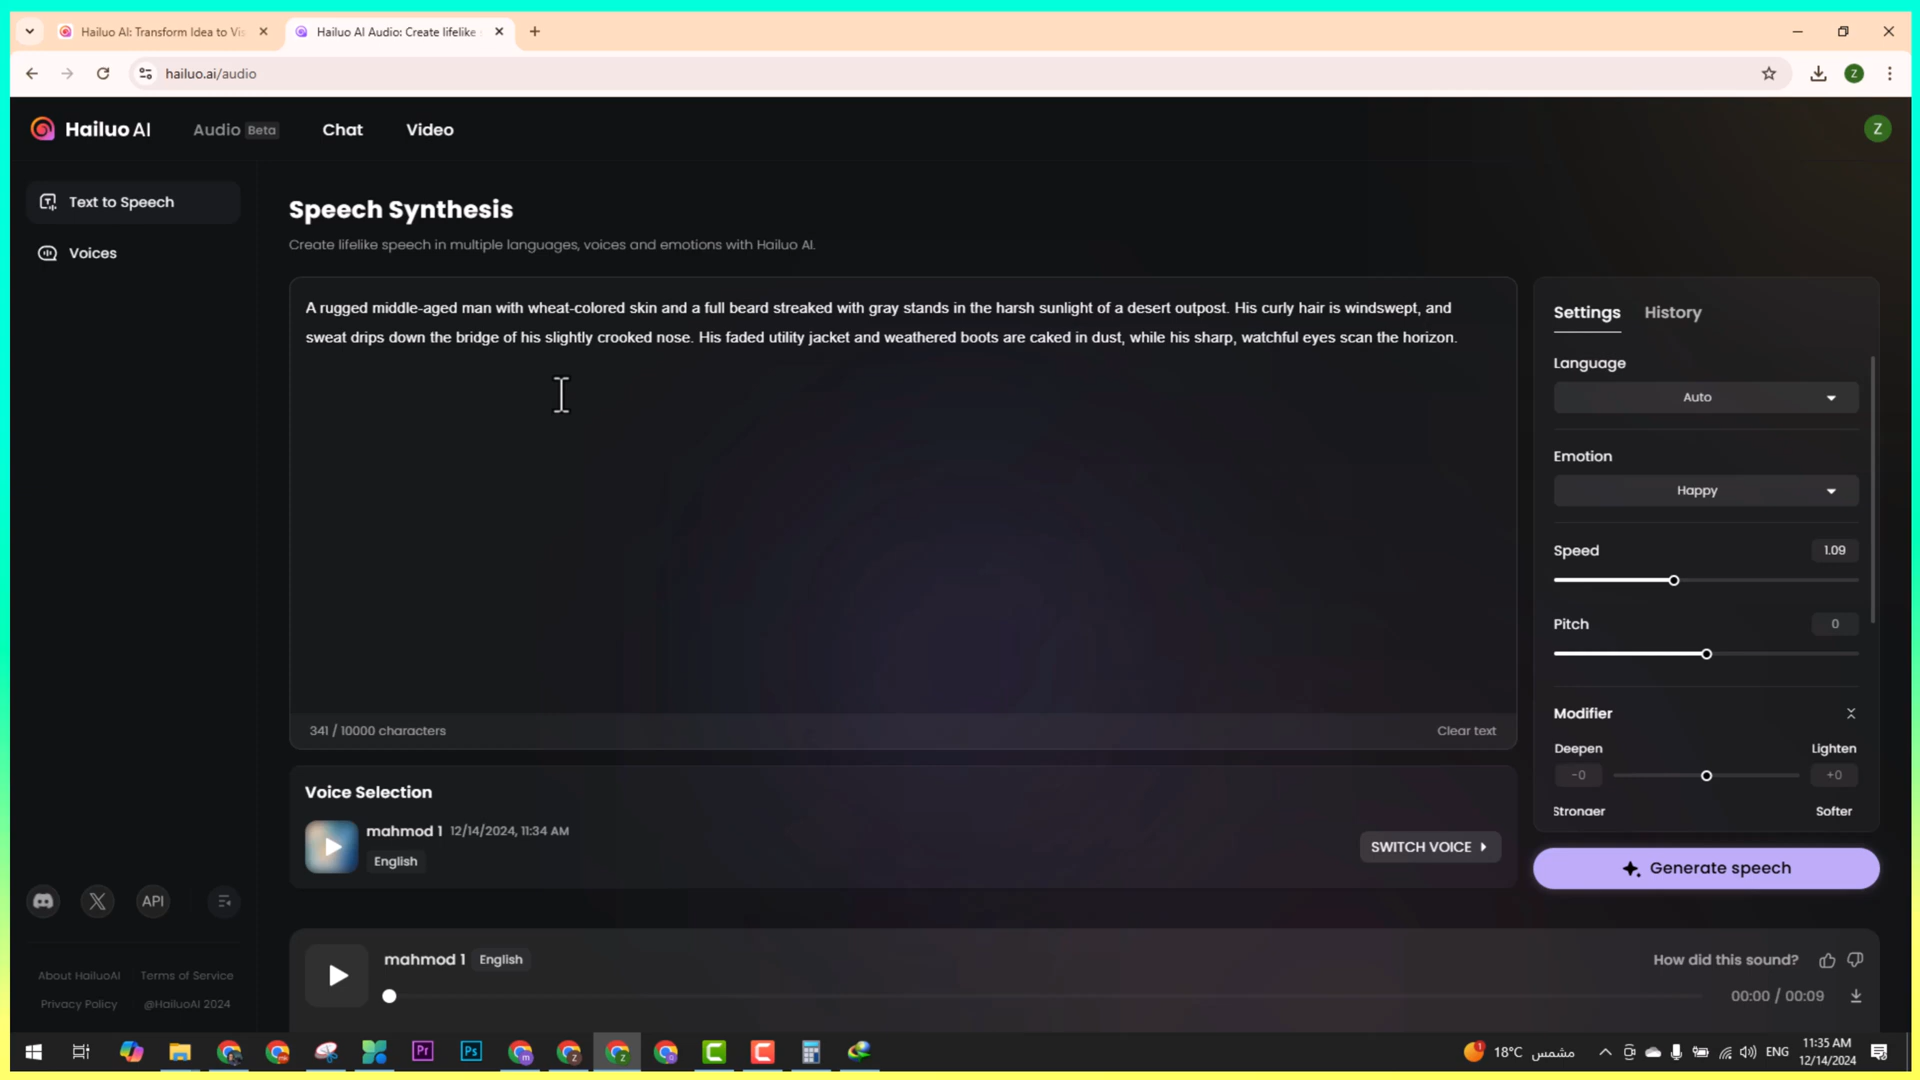 Hailuo AI: Transform Idea to Vis
Hailuo AI Audio: Create lifelike
hailuo.ai/audio
Z
Hailuo AI
Audio Beta
Chat
Video
Z
Text to Speech
Voices
Speech Synthesis
Create lifelike speech in multiple languages, voices and emotions with Hailuo AI.
A rugged middle-aged man with wheat-colored skin and a full beard streaked with gray stands in the harsh sunlight of a desert outpost. His curly hair is windswept, and
sweat drips down the bridge of his slightly crooked nose. His faded utility jacket and weathered boots are caked in dust, while his sharp, watchful eyes scan the horizon.
341 / 10000 characters
Clear text
Settings
History
Language
Auto
Emotion
Happy
Speed
1.09
Pitch
0
Modifier
Deepen
Lighten
-0
+0
Stronger
Softer
Voice Selection
mahmod 1 12/14/2024, 11:34 AM
English
SWITCH VOICE
Generate speech
API
About HailuoAI
Terms of Service
Privacy Policy
@HailuoAI 2024
mahmod 1
English
How did this sound?
00:00 / 00:09
Pr
Ps
18°C مشمس
ENG
11:35 AM
12/14/2024